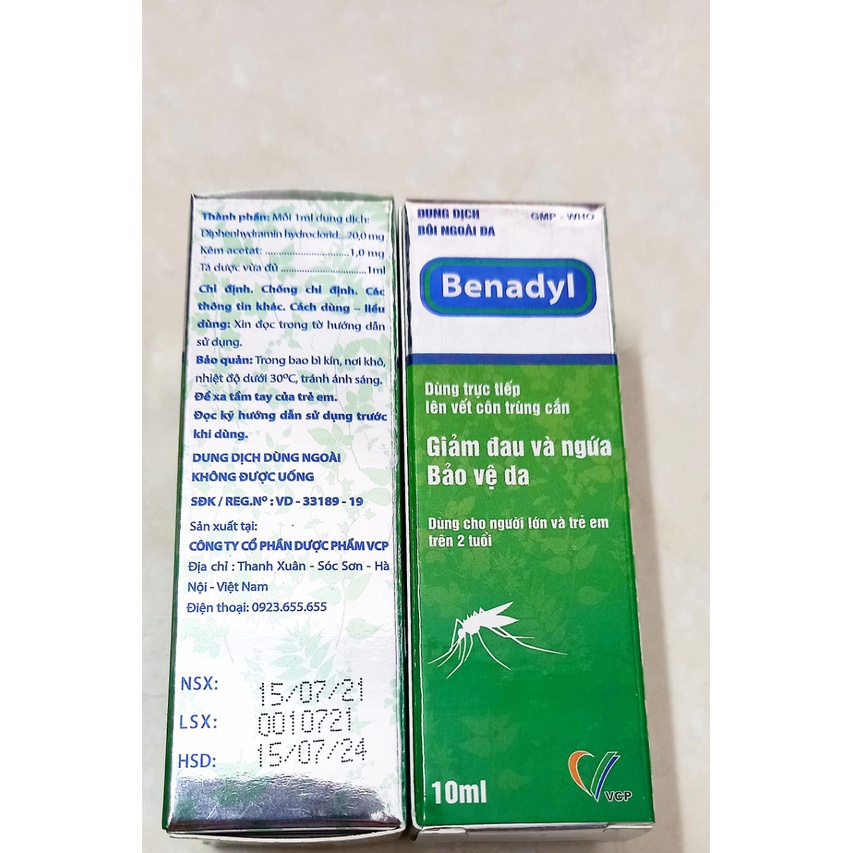 Thành phần: Mỗi 1ml dung dịch:
Diphenhydramin hydroclorid....20,0 mg
Kẽm acetat: ............................1,0 mg
Tá dược vừa đủ ............................1ml
Chỉ định. Chống chỉ định. Các
thông tin khác. Cách dùng – liều
dùng: Xin đọc trong tờ hướng dẫn
sử dụng.
Bảo quản: Trong bao bì kín, nơi khô,
nhiệt độ dưới 30ºC, tránh ánh sáng.
Để xa tầm tay của trẻ em.
Đọc kỹ hướng dẫn sử dụng trước
khi dùng.
DUNG DỊCH DÙNG NGOÀI
KHÔNG ĐƯỢC UỐNG
SĐK / REG.Nº : VD - 33189 - 19
Sản xuất tại:
CÔNG TY CỔ PHẦN DƯỢC PHẨM VCP
Địa chỉ : Thanh Xuân - Sóc Sơn - Hà
Nội - Việt Nam
Điện thoại: 0923.655.655
NSX: 15/07/21
LSX: 0010721
HSD: 15/07/24
DUNG DỊCH GMP - WHO
BÔI NGOÀI DA
Benadyl
Dùng trực tiếp
lên vết côn trùng cắn
Giảm đau và ngứa
Bảo vệ da
Dùng cho người lớn và trẻ em
trên 2 tuổi
10ml
VCP